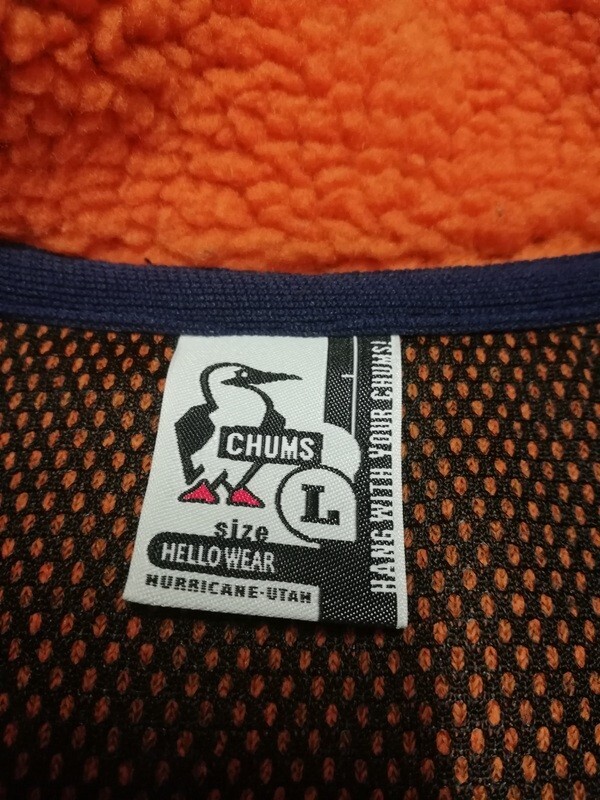 CHUMS
L
size
HELLO WEAR
HURRICANE-UTAH
HANG WITH YOUR CHUMS!